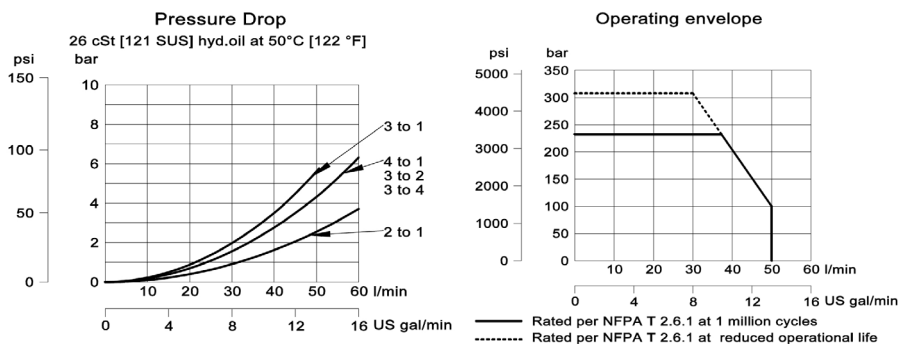 Pressure Drop
26 cSt [121 SUS] hyd.oil at 50°C [122 °F]
psi bar
150
100
50
0
10
8
6
4
2
0
3 to 1
4 to 1
3 to 2
3 to 4
2 to 1
10 20 30 40 50 60 l/min
0 4 8 12 16 US gal/min
Operating envelope
psi bar
5000
4000
3000
2000
1000
0
350
300
250
200
150
100
50
0
10 20 30 40 50 60 l/min
0 4 8 12 16 US gal/min
Rated per NFPA T 2.6.1 at 1 million cycles
Rated per NFPA T 2.6.1 at reduced operational life